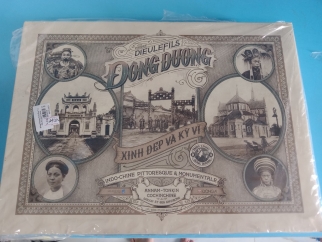 DIEULEFILS
ĐÔNG DƯƠNG
XINH ĐẸP VÀ KỲ VĨ
INDO-CHINE PITTORESQUE & MONUMENTALE
ANNAM-TONKIN
COCHINCHINE